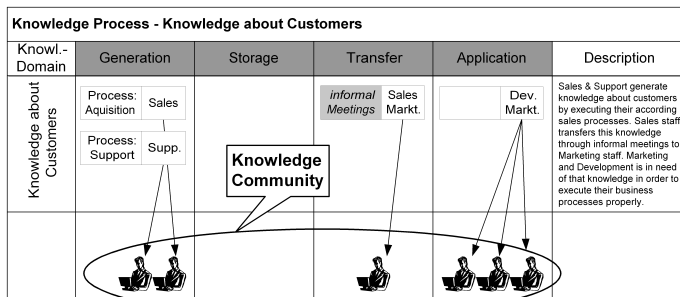 Knowledge Process - Knowledge about Customers
Knowl.-
Domain
Generation
Storage
Transfer
Application
Description
Knowledge about
Customers
Process:
Aquisition
Sales
Process:
Support
Supp.
informal
Meetings
Sales
Markt.
Dev.
Markt.
Sales & Support generate
knowledge about customers
by executing their according
sales processes. Sales staff
transfers this knowledge
through informal meetings to
Marketing staff. Marketing
and Development is in need
of that knowledge in order to
execute their business
processes properly.
Knowledge
Community